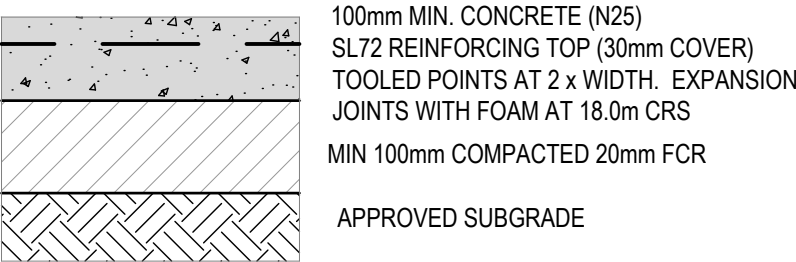 100mm MIN. CONCRETE (N25)
SL72 REINFORCING TOP (30mm COVER)
TOOLED POINTS AT 2 x WIDTH. EXPANSION
JOINTS WITH FOAM AT 18.0m CRS
MIN 100mm COMPACTED 20mm FCR
APPROVED SUBGRADE